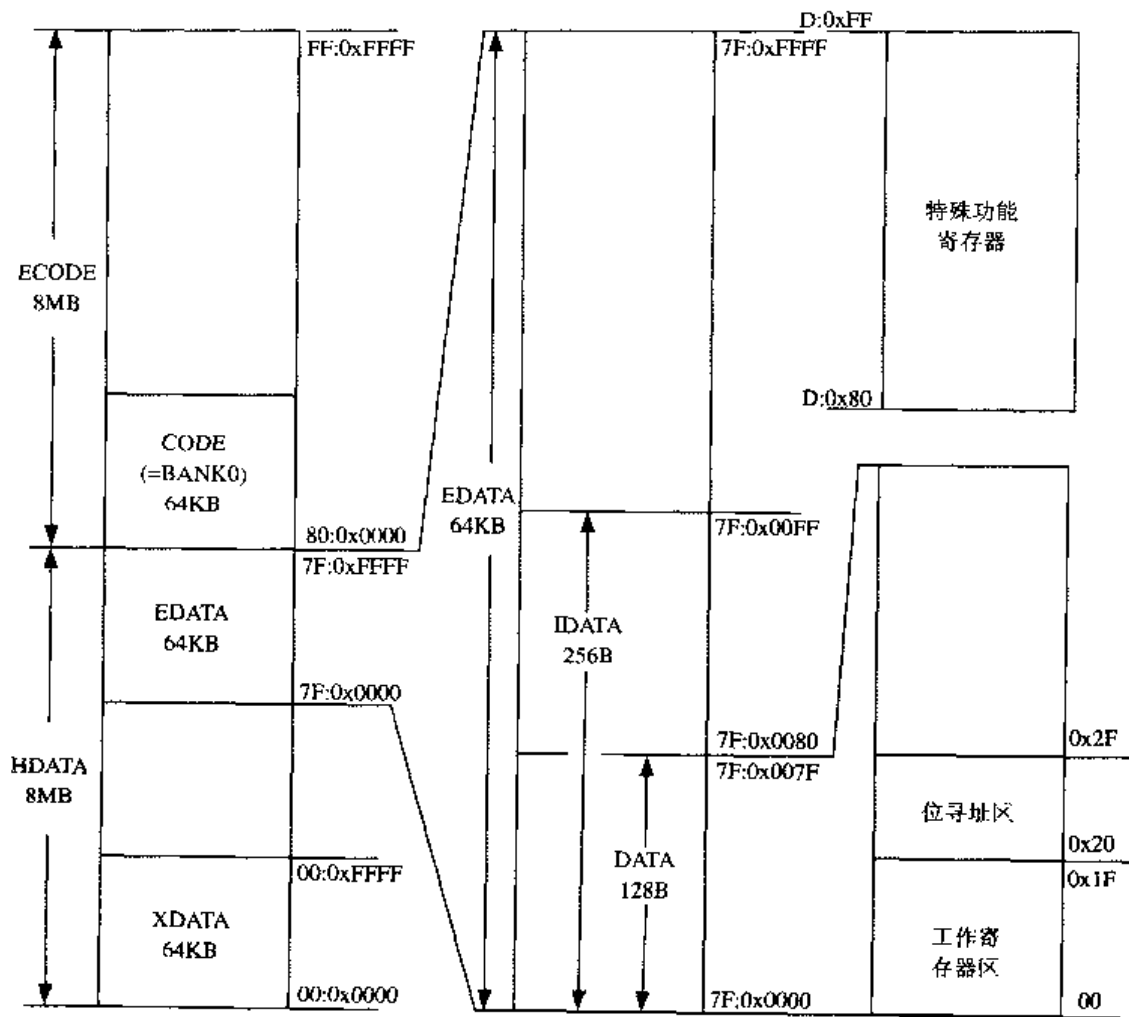 FF:0xFFFF
ECODE
8MB
CODE
(=BANK0)
64KB
80:0x0000
7F:0xFFFF
EDATA
64KB
7F:0x0000
HDATA
8MB
00:0xFFFF
XDATA
64KB
00:0x0000
7F:0xFFFF
EDATA
64KB
7F:0x00FF
IDATA
256B
7F:0x0080
7F:0x007F
DATA
128B
7F:0x0000
D:0xFF
特殊功能
寄存器
D:0x80
0x2F
位寻址区
0x20
0x1F
工作寄
存器区
00